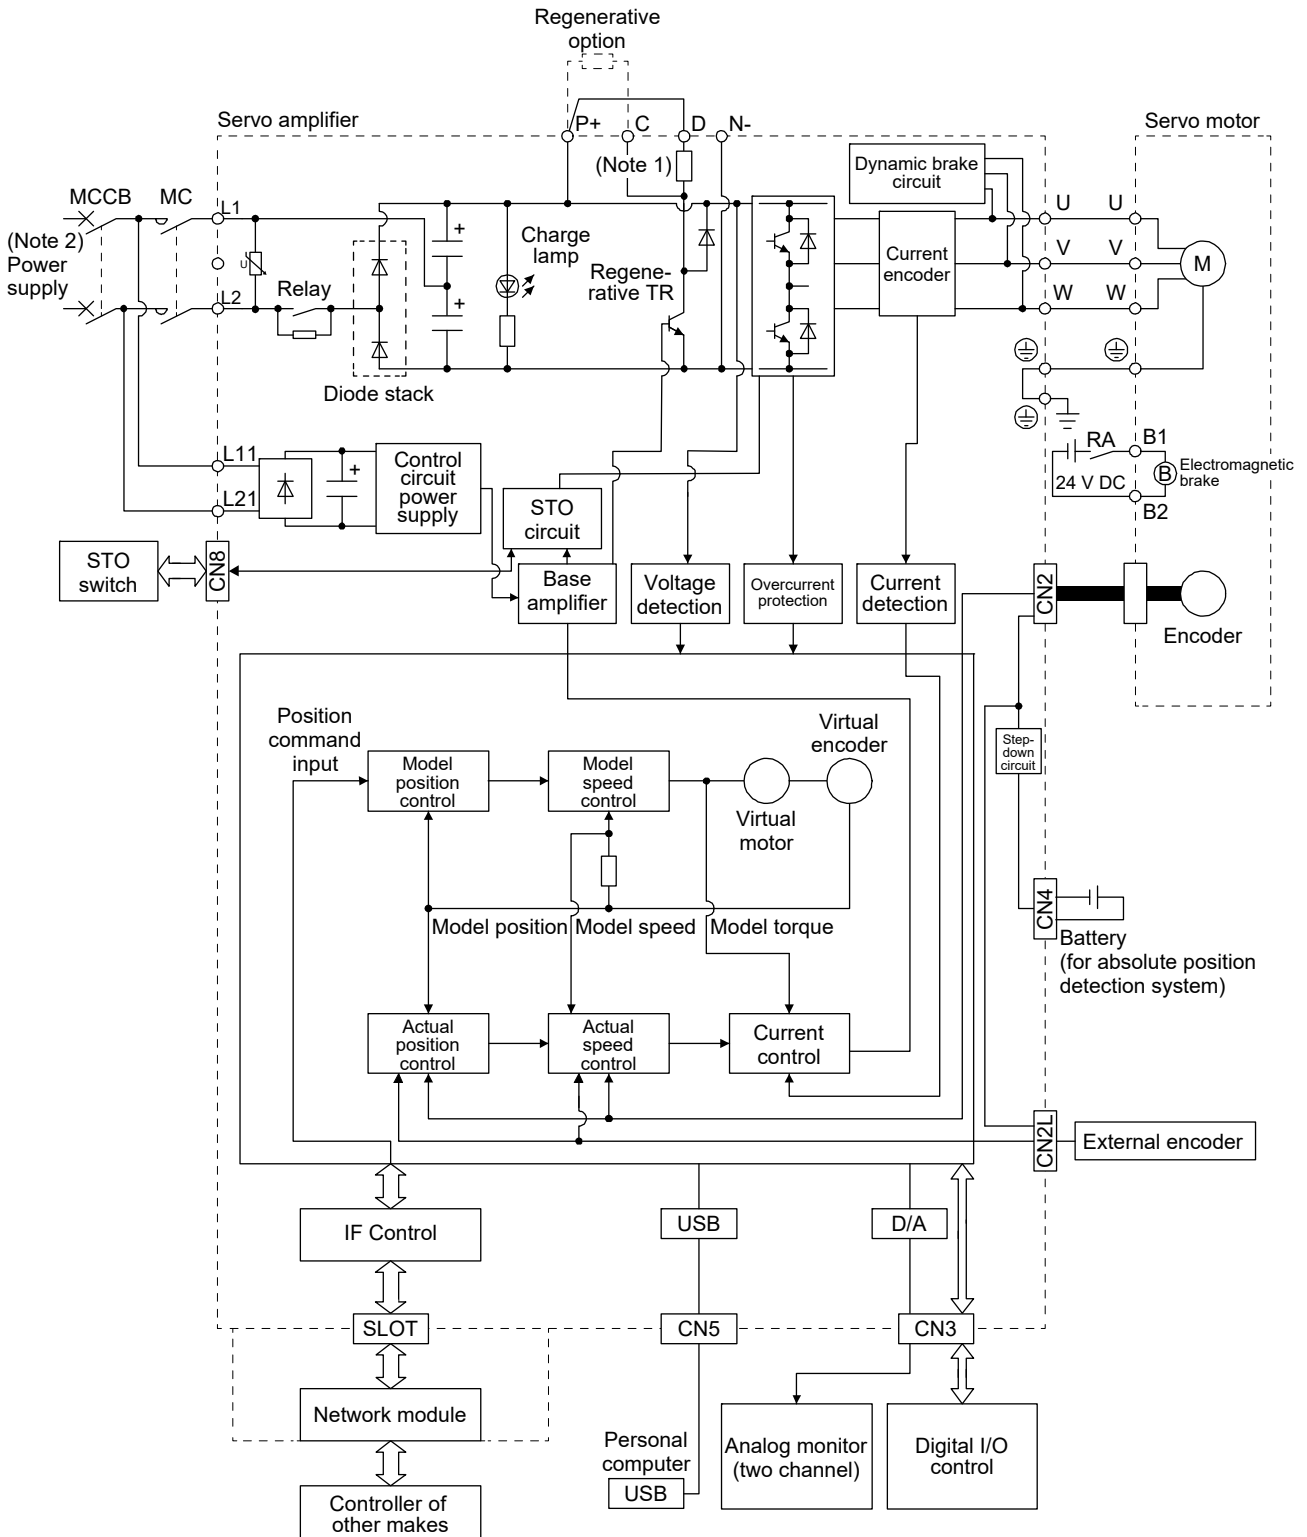 Regenerative
option
Servo amplifier
P+
C
D
N-
Servo motor
(Note 1)
Dynamic brake
circuit
MCCB
MC
L1
U
U
(Note 2)
Power
supply
U
Charge
lamp
Current
encoder
V
V
M
Regene-
rative TR
Relay
L2
W
W
Diode stack
L11
Control
circuit
power
supply
RA
B1
24 V DC
B
Electromagnetic
brake
L21
STO
circuit
B2
STO
switch
CN8
Base
amplifier
Voltage
detection
Overcurrent
protection
Current
detection
CN2
Encoder
Position
command
input
Virtual
encoder
Step-
down
circuit
Model
position
control
Model
speed
control
Virtual
motor
CN4
Model position
Model speed
Model torque
Battery
(for absolute position
detection system)
Actual
position
control
Actual
speed
control
Current
control
CN2L
External encoder
IF Control
USB
D/A
SLOT
CN5
CN3
Network module
Personal
computer
USB
Analog monitor
(two channel)
Digital I/O
control
Controller of
other makes
+
+
+